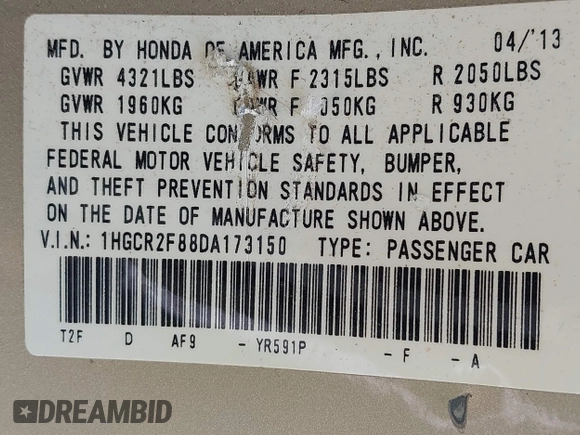 MFD. BY HONDA OF AMERICA MFG., INC. 04/'13
GVWR 4321LBS F 2315LBS R 2050LBS
GVWR 1960KG F R 930KG
THIS VEHICLE CONFORMS TO ALL APPLICABLE
FEDERAL MOTOR VEHICLE SAFETY, BUMPER,
AND THEFT PREVENTION STANDARDS IN EFFECT
ON THE DATE OF MANUFACTURE SHOWN ABOVE.
V.I.N.: 1HGCR2F88DA173150 TYPE: PASSENGER CAR
T2F D AF9 - YR591P - F - A
DREAMBID